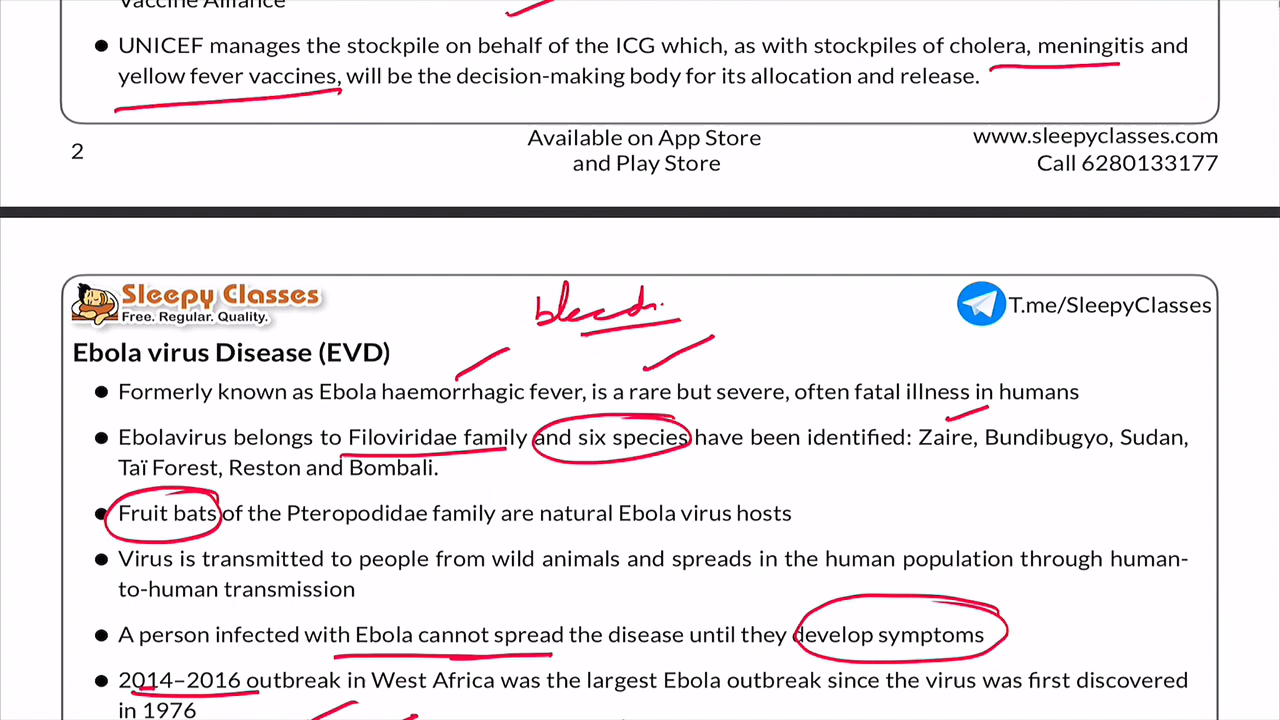 Vaccine Alliance
● UNICEF manages the stockpile on behalf of the ICG which, as with stockpiles of cholera, meningitis and
yellow fever vaccines, will be the decision-making body for its allocation and release.
2
Available on App Store
and Play Store
www.sleepyclasses.com
Call 6280133177
Sleepy Classes
Free. Regular. Quality.
T.me/SleepyClasses
Ebola virus Disease (EVD)
● Formerly known as Ebola haemorrhagic fever, is a rare but severe, often fatal illness in humans
● Ebolavirus belongs to Filoviridae family and six species have been identified: Zaire, Bundibugyo, Sudan,
Taï Forest, Reston and Bombali.
● Fruit bats of the Pteropodidae family are natural Ebola virus hosts
● Virus is transmitted to people from wild animals and spreads in the human population through human-
to-human transmission
● A person infected with Ebola cannot spread the disease until they develop symptoms
● 2014–2016 outbreak in West Africa was the largest Ebola outbreak since the virus was first discovered
in 1976